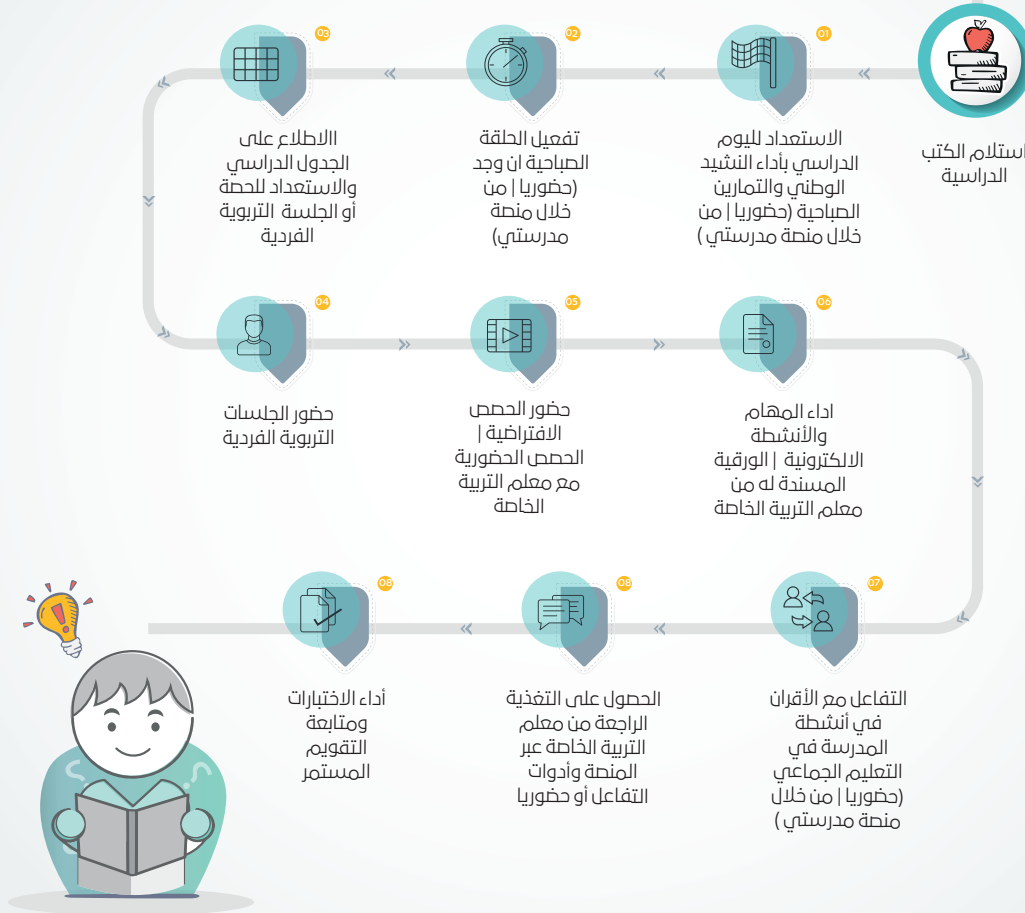 استلام الكتب
الدراسية
01
الاستعداد لليوم
الدراسي بأداء النشيد
الوطني والتمارين
الصباحية (حضوريا | من
خلال منصة مدرستي )
02
تفعيل الحلقة
الصباحية ان وجد
(حضوريا | من
خلال منصة
مدرستي)
03
االاطلاع على
الجدول الدراسي
والاستعداد للحصة
أو الجلسة التربوية
الفردية
04
حضور الجلسات
التربوية الفردية
05
حضور الحصص
الافتراضية |
الحصص الحضورية
مع معلم التربية
الخاصة
06
اداء المهام
والأنشطة
الالكترونية | الورقية
المسندة له من
معلم التربية الخاصة
07
التفاعل مع الأقران
في أنشطة
المدرسة في
التعليم الجماعي
(حضوريا | من خلال
منصة مدرستي )
08
الحصول على التغذية
الراجعة من معلم
التربية الخاصة عبر
المنصة وأدوات
التفاعل أو حضوريا
08
أداء الاختبارات
ومتابعة
التقويم
المستمر